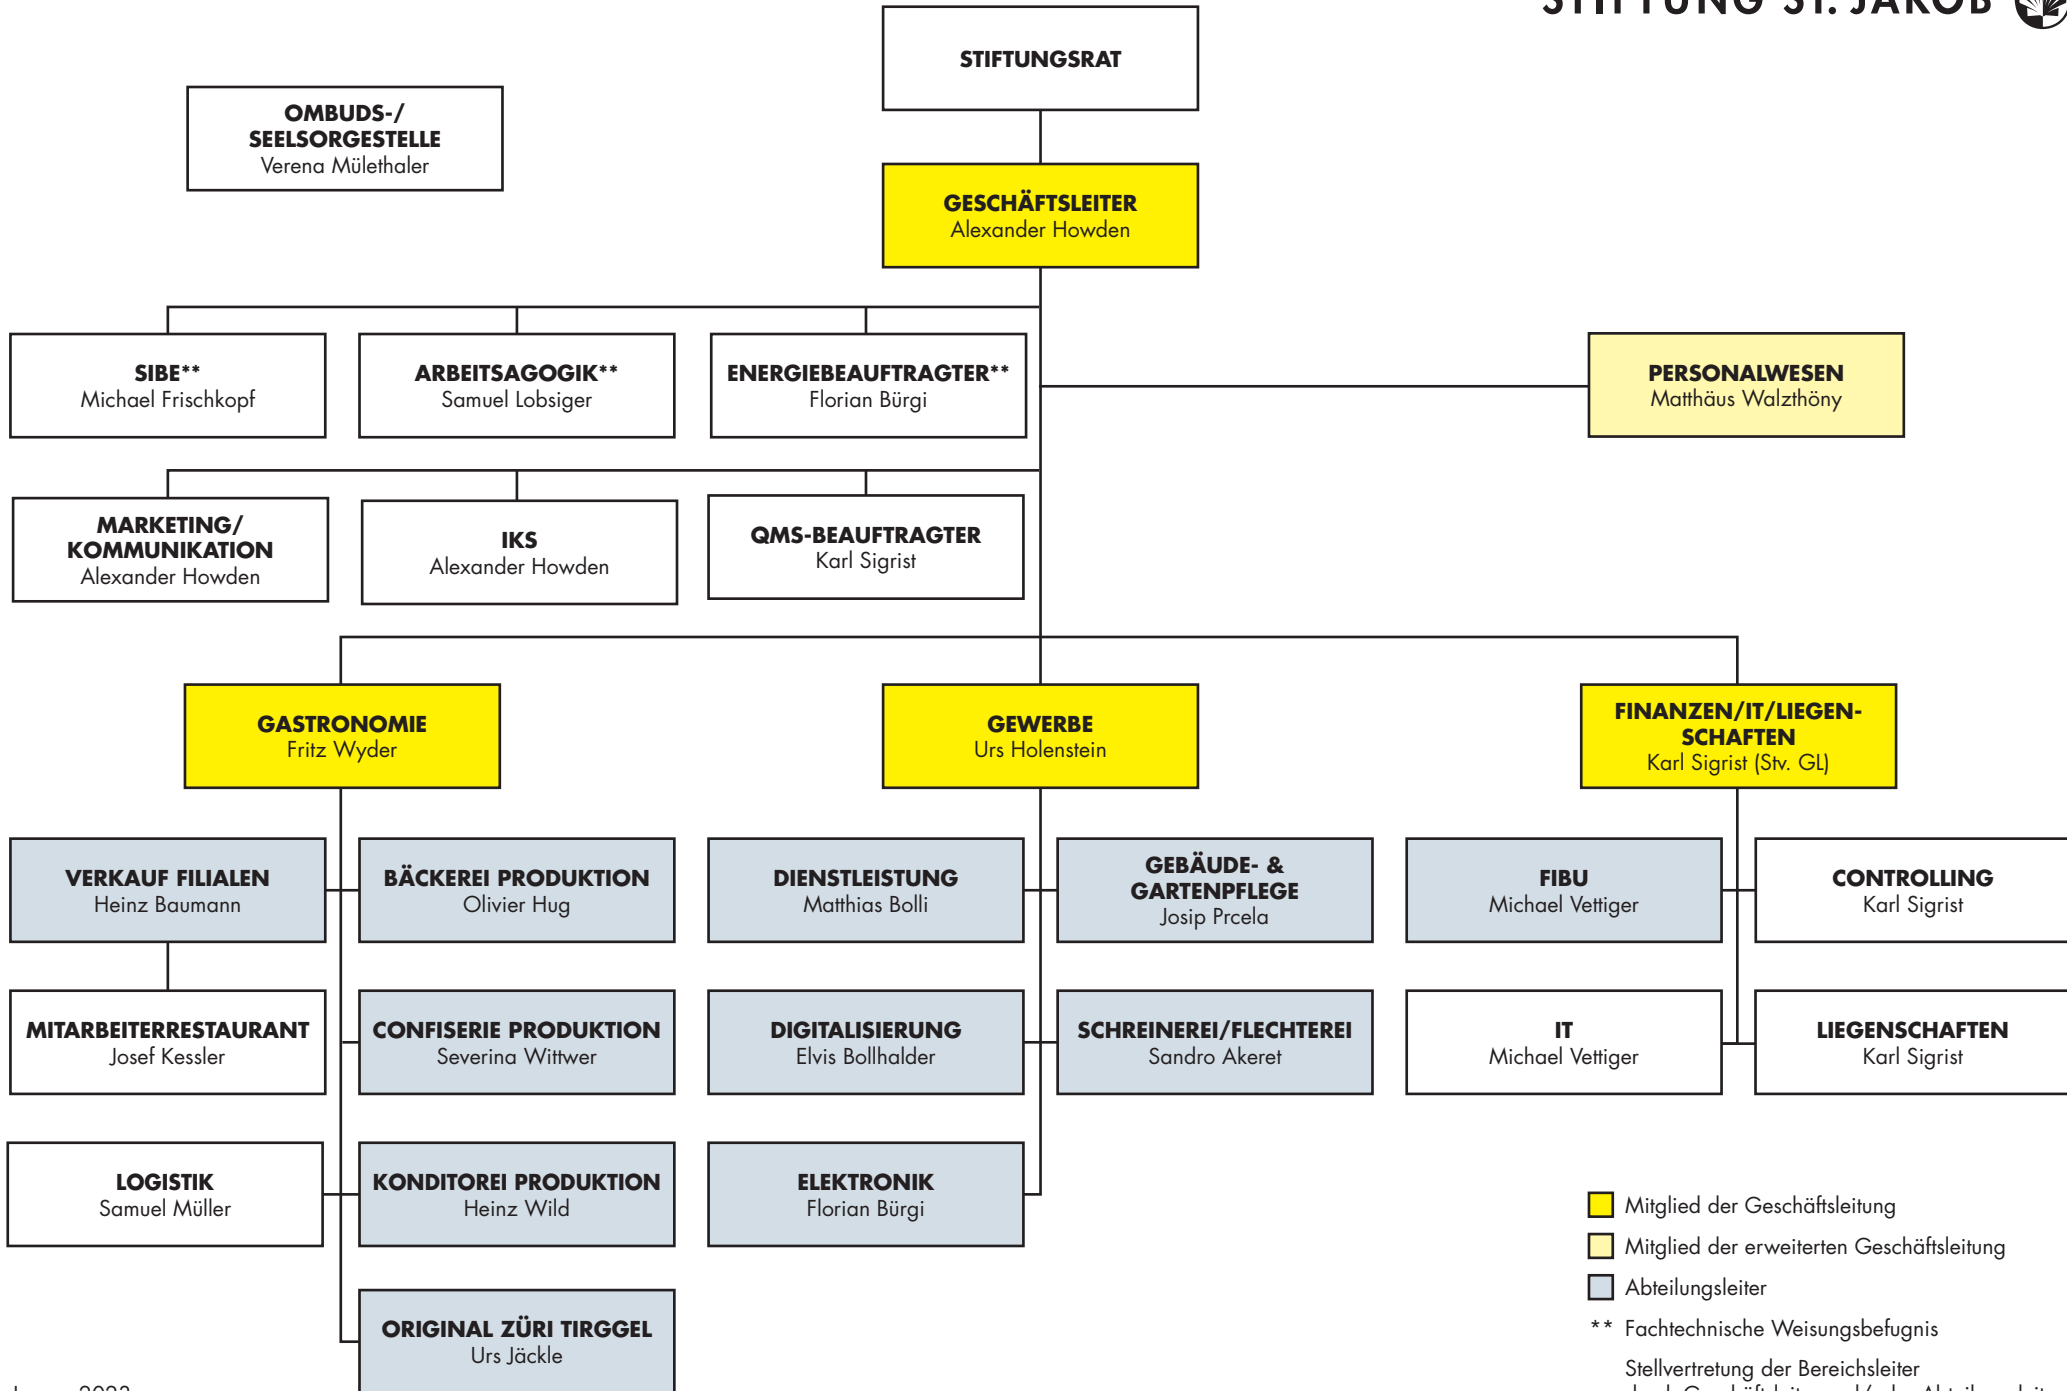 STIFTUNG ST. JAKOB
STIFTUNGSRAT
OMBUDS-/
SEELSORGESTELLE
Verena Mülethaler
GESCHÄFTSLEITER
Alexander Howden
SIBE**
Michael Frischkopf
ARBEITSAGOGIK**
Samuel Lobsiger
ENERGIEBEAUFTRAGTER**
Florian Bürgi
PERSONALWESEN
Matthäus Walzthöny
MARKETING/
KOMMUNIKATION
Alexander Howden
IKS
Alexander Howden
QMS-BEAUFTRAGTER
Karl Sigrist
GASTRONOMIE
Fritz Wyder
GEWERBE
Urs Holenstein
FINANZEN/IT/LIEGEN-
SCHAFTEN
Karl Sigrist (Stv. GL)
VERKAUF FILIALEN
Heinz Baumann
BÄCKEREI PRODUKTION
Olivier Hug
DIENSTLEISTUNG
Matthias Bolli
GEBÄUDE- &
GARTENPFLEGE
Josip Prcela
FIBU
Michael Vettiger
CONTROLLING
Karl Sigrist
MITARBEITERRESTAURANT
Josef Kessler
CONFISERIE PRODUKTION
Severina Wittwer
DIGITALISIERUNG
Elvis Bollhalder
SCHREINEREI/FLECHTEREI
Sandro Akeret
IT
Michael Vettiger
LIEGENSCHAFTEN
Karl Sigrist
LOGISTIK
Samuel Müller
KONDITOREI PRODUKTION
Heinz Wild
ELEKTRONIK
Florian Bürgi
ORIGINAL ZÜRI TIRGGEL
Urs Jäckle
Mitglied der Geschäftsleitung
Mitglied der erweiterten Geschäftsleitung
Abteilungsleiter
** Fachtechnische Weisungsbefugnis
Stellvertretung der Bereichsleiter